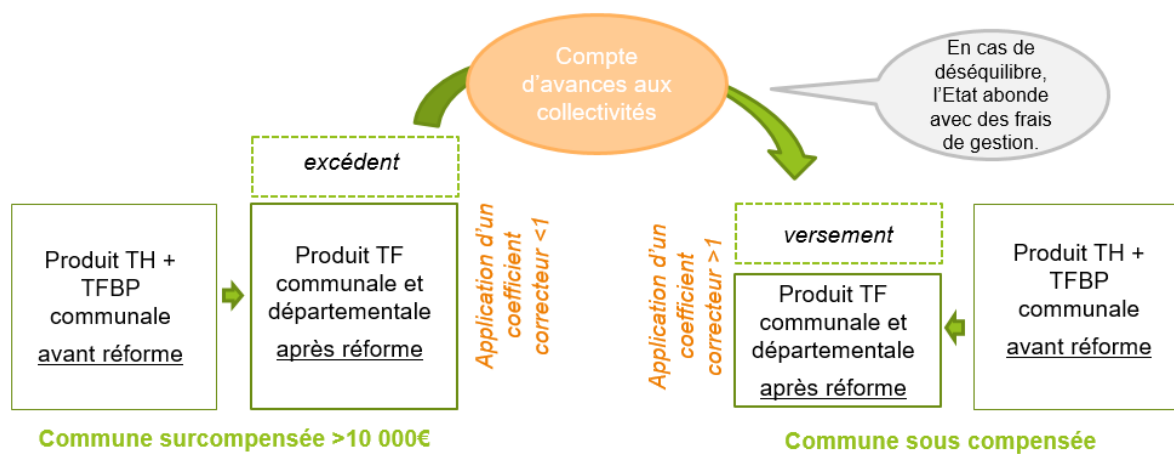 Compte
d'avances aux
collectivités
En cas de
déséquilibre,
l'Etat abonde
avec des frais
de gestion.
excédent
Produit TH +
TFBP
communale
avant réforme
Produit TF
communale et
départementale
après réforme
Application d'un
coefficient
correcteur <1
Commune surcompensée >10 000€
Application d'un
coefficient
correcteur >1
versement
Produit TF
communale et
départementale
après réforme
Produit TH +
TFBP
communale
avant réforme
Commune sous compensée